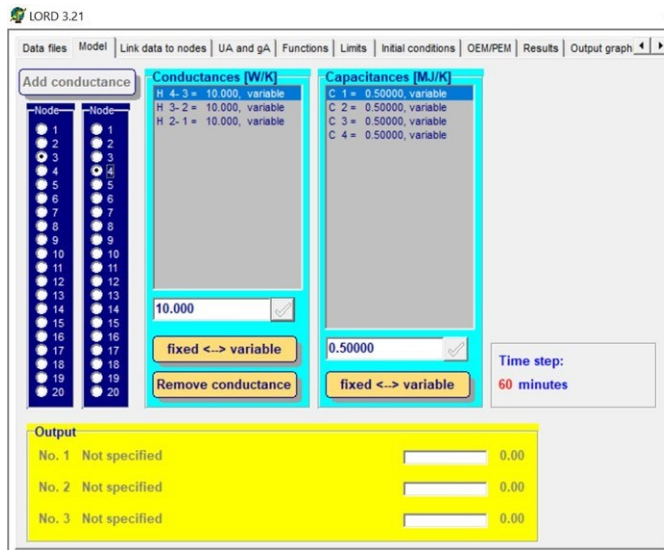 LORD 3.21
Data files Model Link data to nodes UA and gA Functions Limits Initial conditions OEM/PEM Results Output graph
Add conductance
Node Node
1 1
2 2
3 3
4 4
5 5
6 6
7 7
8 8
9 9
10 10
11 11
12 12
13 13
14 14
15 15
16 16
17 17
18 18
19 19
20 20
Conductances [W/K]
H 4- 3 = 10.000, variable
H 3- 2 = 10.000, variable
H 2- 1 = 10.000, variable
10.000
fixed <--> variable
Remove conductance
Capacitances [MJ/K]
C 1 = 0.50000, variable
C 2 = 0.50000, variable
C 3 = 0.50000, variable
C 4 = 0.50000, variable
0.50000
fixed <--> variable
Time step:
60 minutes
Output
No. 1 Not specified 0.00
No. 2 Not specified 0.00
No. 3 Not specified 0.00